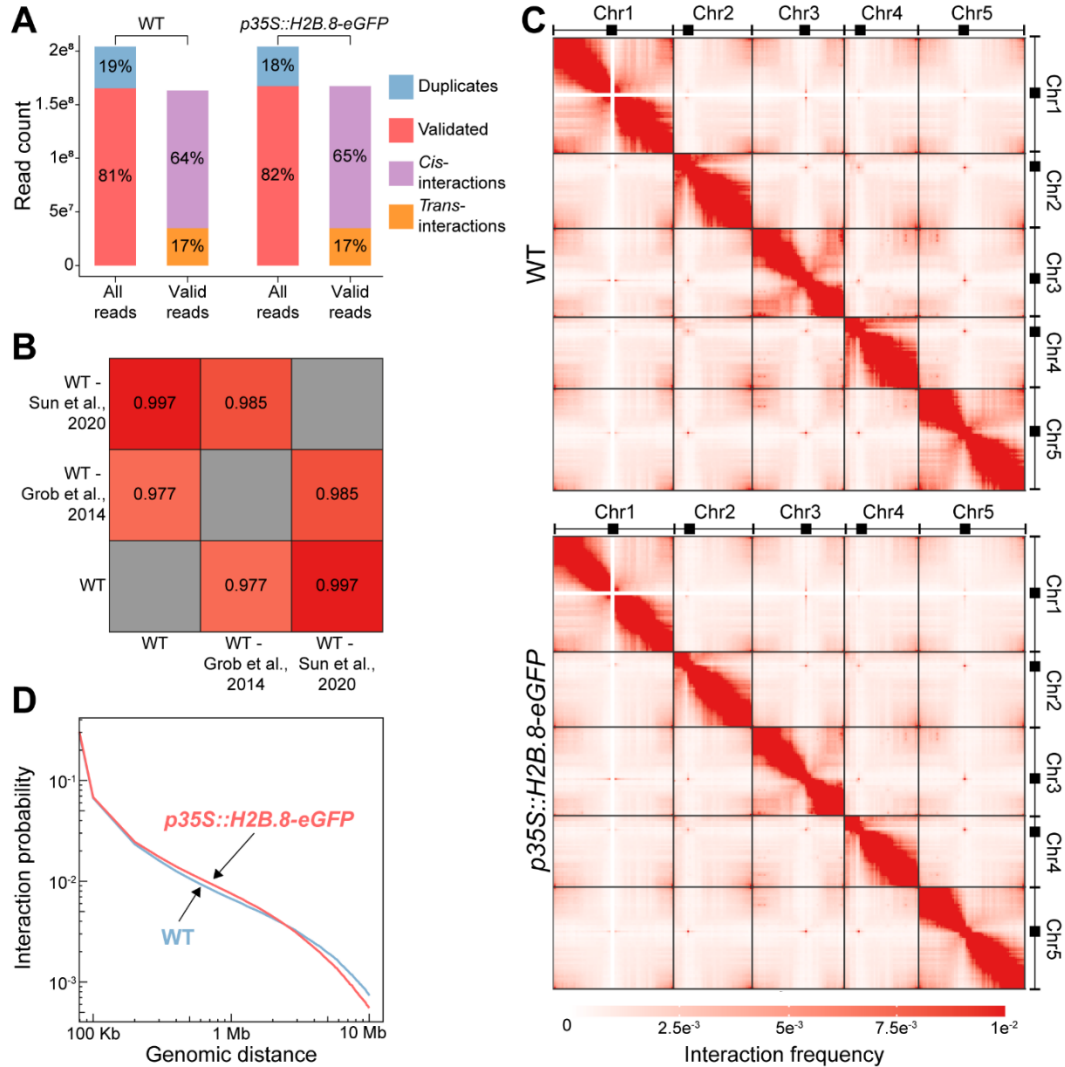 A
WT
p35S::H2B.8-eGFP
Read count
2e⁸
1.5e⁸
1e⁸
5e⁷
0
19%
81%
64%
17%
18%
82%
65%
17%
All
reads
Valid
reads
All
reads
Valid
reads
Duplicates
Validated
Cis-
interactions
Trans-
interactions
B
WT -
Sun et al.,
2020
0.997
0.985
WT -
Grob et al.,
2014
0.977
0.985
WT
0.977
0.997
WT
WT -
Grob et al.,
2014
WT -
Sun et al.,
2020
C
Chr1 Chr2 Chr3 Chr4 Chr5
WT
Chr1
Chr2
Chr3
Chr4
Chr5
Chr1 Chr2 Chr3 Chr4 Chr5
p35S::H2B.8-eGFP
Chr1
Chr2
Chr3
Chr4
Chr5
0 2.5e⁻³ 5e⁻³ 7.5e⁻³ 1e⁻²
Interaction frequency
D
Interaction probability
10⁻¹
10⁻²
10⁻³
p35S::H2B.8-eGFP
WT
100 Kb 1 Mb 10 Mb
Genomic distance